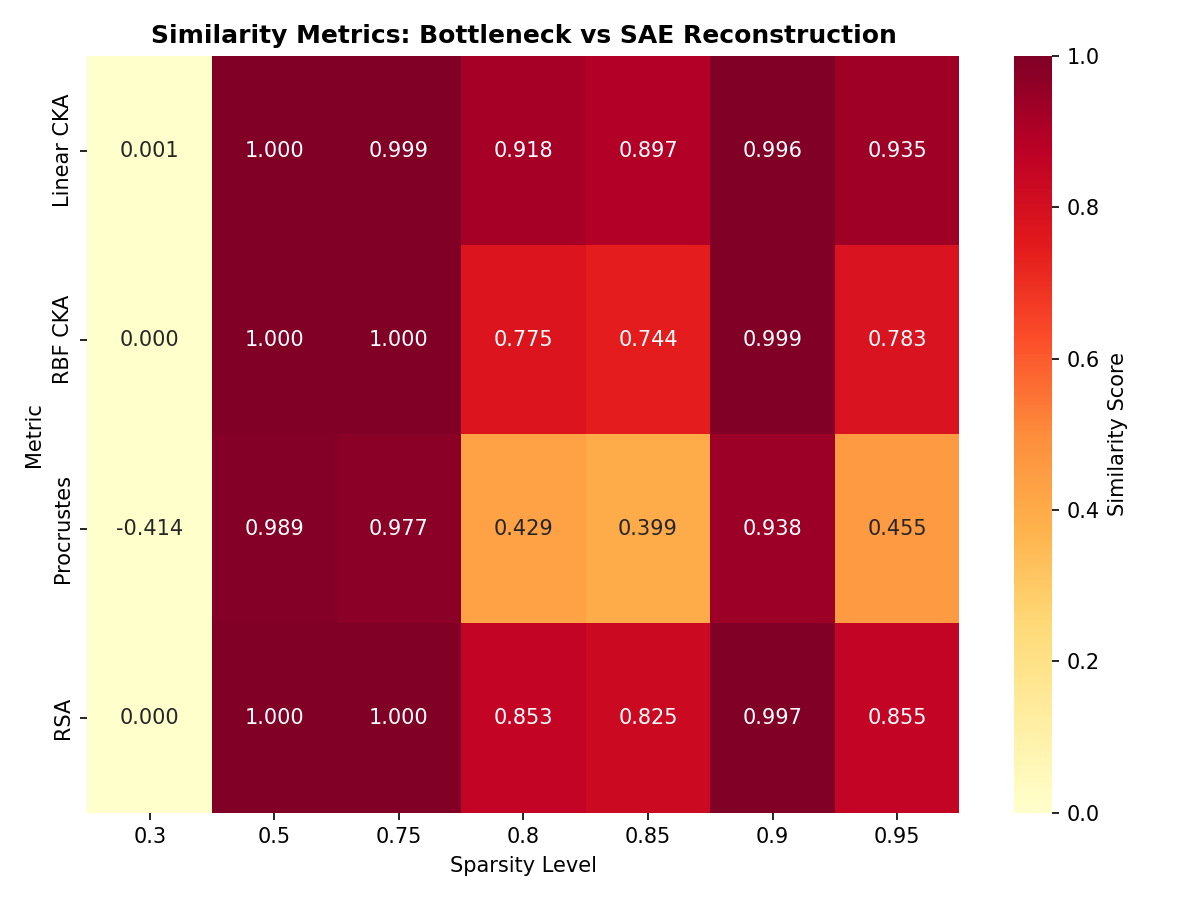 Similarity Metrics: Bottleneck vs SAE Reconstruction
Metric
Linear CKA
0.001 1.000 0.999 0.918 0.897 0.996 0.935
RBF CKA
0.000 1.000 1.000 0.775 0.744 0.999 0.783
Procrustes
-0.414 0.989 0.977 0.429 0.399 0.938 0.455
RSA
0.000 1.000 1.000 0.853 0.825 0.997 0.855
0.3 0.5 0.75 0.8 0.85 0.9 0.95
Sparsity Level
1.0
0.8
0.6
0.4
0.2
0.0
Similarity Score